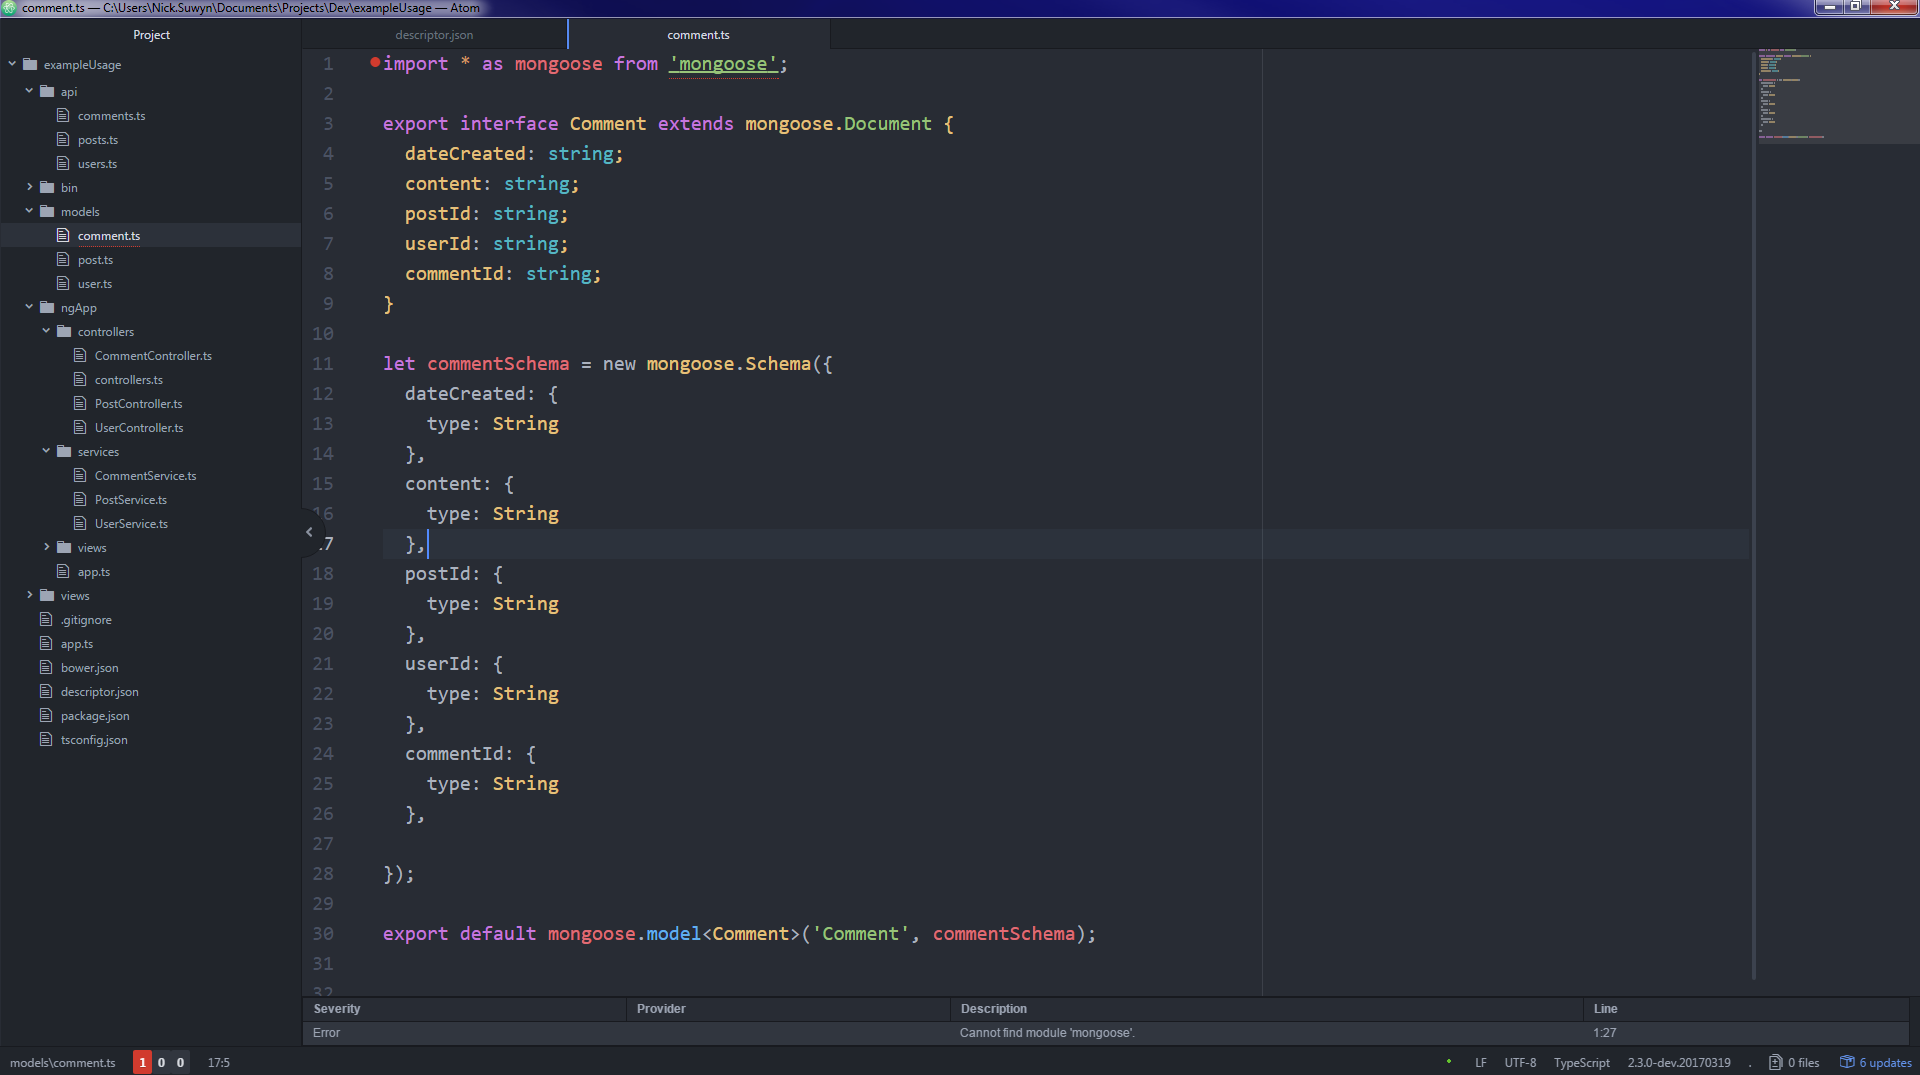 comment.ts — C:\Users\Nick.Suwyn\Documents\Projects\Dev\exampleUsage — Atom
Project
descriptor.json
comment.ts
exampleUsage
api
comments.ts
posts.ts
users.ts
bin
models
comment.ts
post.ts
user.ts
ngApp
controllers
CommentController.ts
controllers.ts
PostController.ts
UserController.ts
services
CommentService.ts
PostService.ts
UserService.ts
views
app.ts
views
.gitignore
app.ts
bower.json
descriptor.json
package.json
tsconfig.json
1 import * as mongoose from 'mongoose';
2
3 export interface Comment extends mongoose.Document {
4 dateCreated: string;
5 content: string;
6 postId: string;
7 userId: string;
8 commentId: string;
9 }
10
11 let commentSchema = new mongoose.Schema({
12 dateCreated: {
13 type: String
14 },
15 content: {
16 type: String
17 },
18 postId: {
19 type: String
20 },
21 userId: {
22 type: String
23 },
24 commentId: {
25 type: String
26 },
27
28 });
29
30 export default mongoose.model<Comment>('Comment', commentSchema);
31
32
Severity Provider Description Line
Error Cannot find module 'mongoose'. 1:27
models\comment.ts 1 0 0 17:5 LF UTF-8 TypeScript 2.3.0-dev.20170319 . 0 files 6 updates